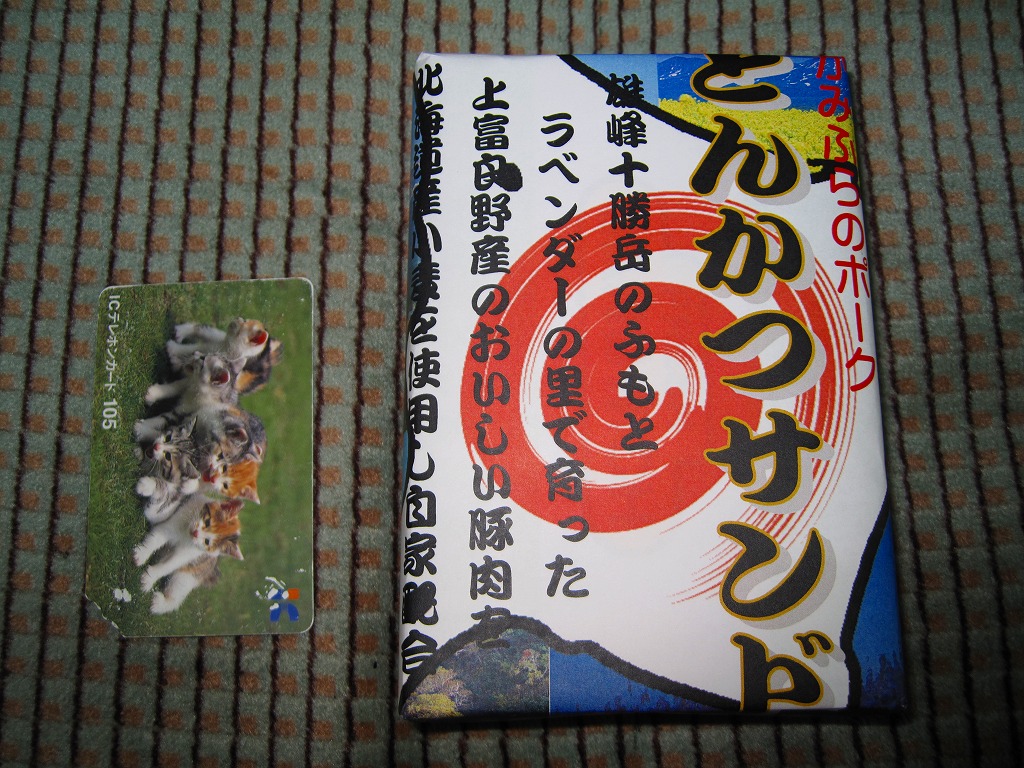 かみふらのポーク
とんかつサンド
雄峰十勝岳のふもと
ラベンダーの里で育った
上富良野産のおいしい豚肉を
北海道産小麦を使用し自家配合
ICテレホンカード 105